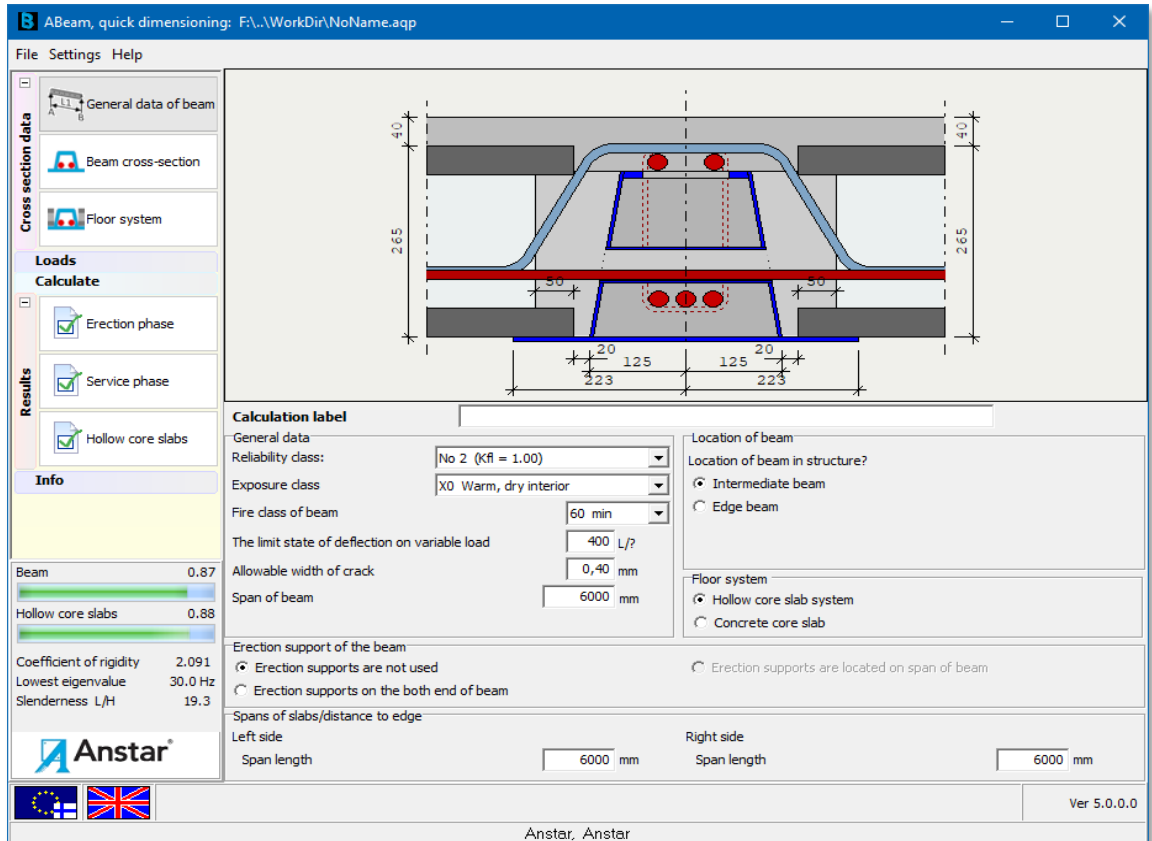 ABeam, quick dimensioning: F:\..\WorkDir\NoName.aqp
File Settings Help
Cross section data
General data of beam
Beam cross-section
Floor system
Loads
Calculate
Results
Erection phase
Service phase
Hollow core slabs
Info
Beam 0.87
Hollow core slabs 0.88
Coefficient of rigidity 2.091
Lowest eigenvalue 30.0 Hz
Slenderness L/H 19.3
Anstar®
L1
A B
40 40
265 265
50 50
20 20
125 125
223 223
Calculation label
General data
Reliability class: No 2 (Kfl = 1.00)
Exposure class X0 Warm, dry interior
Fire class of beam 60 min
The limit state of deflection on variable load 400 L/?
Allowable width of crack 0,40 mm
Span of beam 6000 mm
Location of beam
Location of beam in structure?
Intermediate beam
Edge beam
Floor system
Hollow core slab system
Concrete core slab
Erection support of the beam
Erection supports are not used Erection supports are located on span of beam
Erection supports on the both end of beam
Spans of slabs/distance to edge
Left side Right side
Span length 6000 mm Span length 6000 mm
Ver 5.0.0.0
Anstar, Anstar